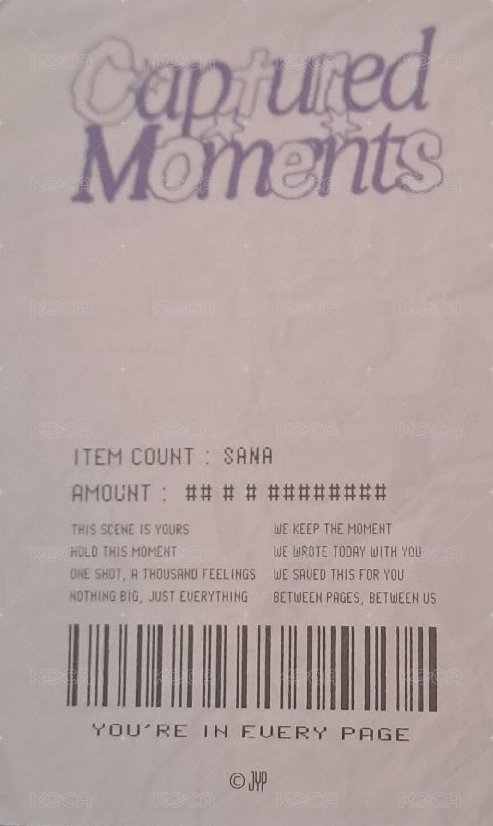 Captured
Moments
ITEM COUNT : SANA
AMOUNT : ## # # ########
THIS SCENE IS YOURS
HOLD THIS MOMENT
ONE SHOT, A THOUSAND FEELINGS
NOTHING BIG, JUST EVERYTHING
WE KEEP THE MOMENT
WE WROTE TODAY WITH YOU
WE SAVED THIS FOR YOU
BETWEEN PAGES, BETWEEN US
YOU'RE IN EVERY PAGE
© JYP